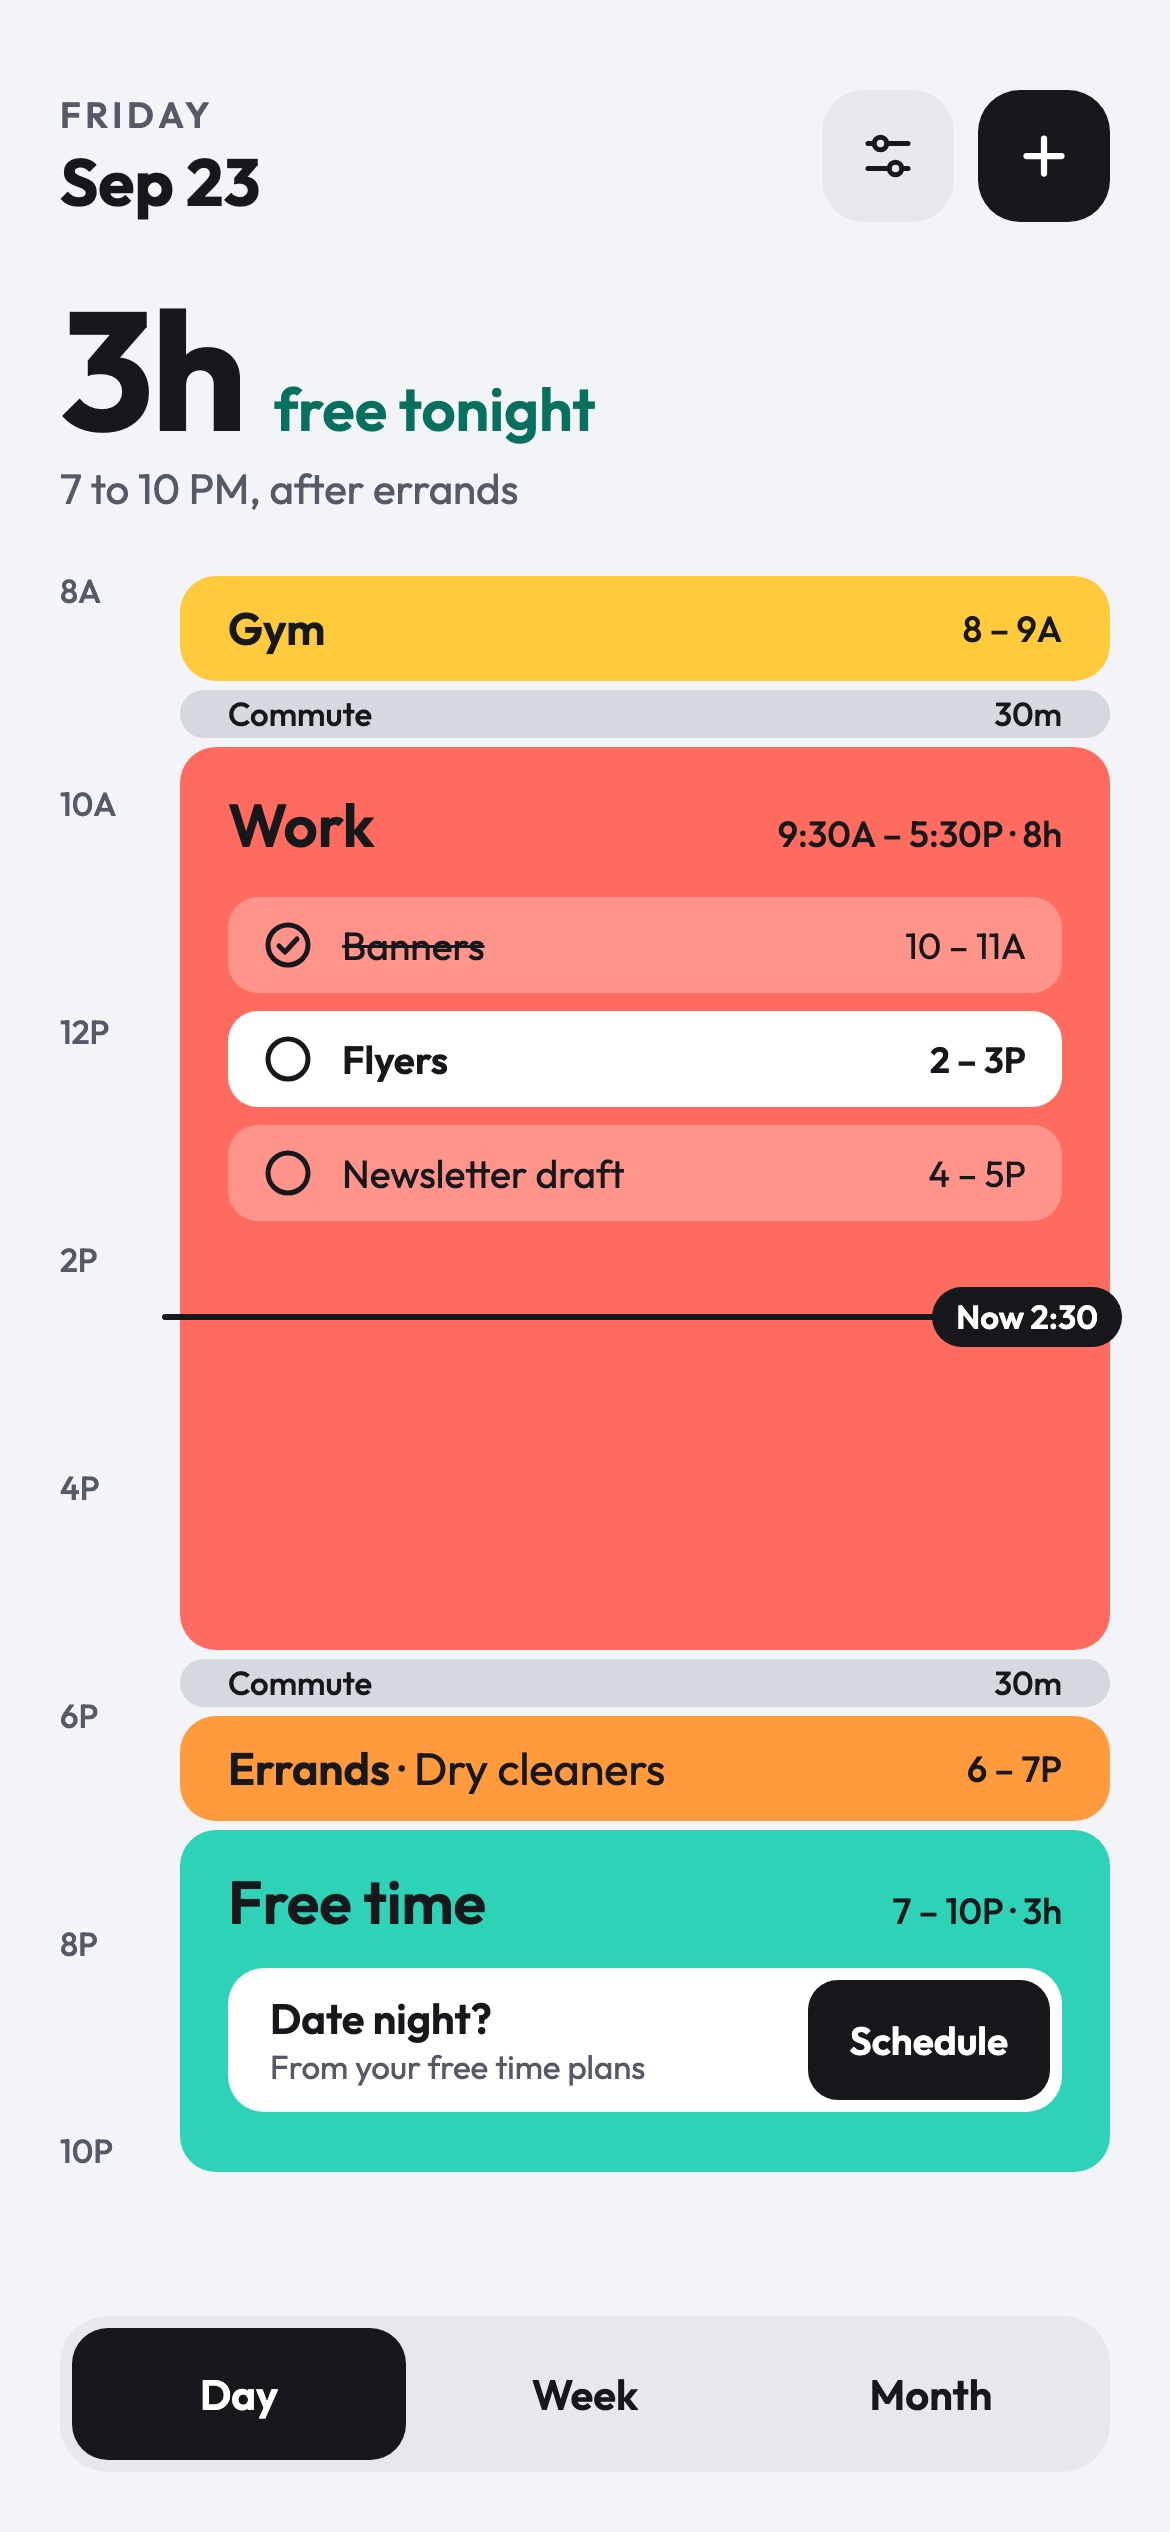 FRIDAY
Sep 23
3h free tonight
7 to 10 PM, after errands
8A
Gym 8 – 9A
Commute 30m
10A
Work 9:30A – 5:30P · 8h
Banners 10 – 11A
12P
Flyers 2 – 3P
Newsletter draft 4 – 5P
2P
Now 2:30
4P
Commute 30m
6P
Errands · Dry cleaners 6 – 7P
Free time 7 – 10P · 3h
8P
Date night?
From your free time plans
Schedule
10P
Day Week Month